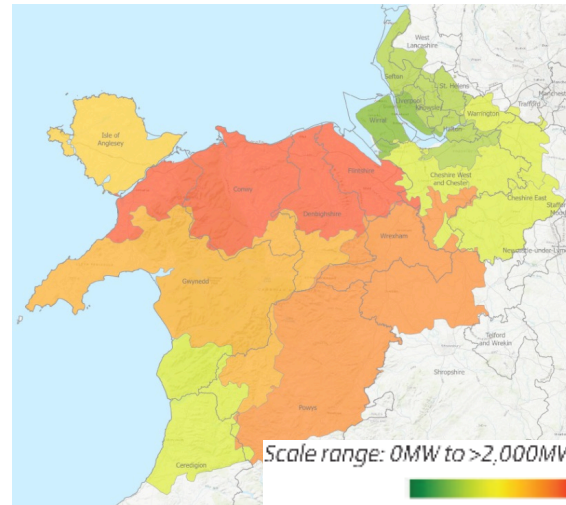 West
Lancashire
Sefton
St. Helens
Liverpool
Knowsley
Wirral
Halton
Warrington
Trafford
Manchester
Isle of
Anglesey
Conwy
Flintshire
Denbighshire
Cheshire West
and Chester
Cheshire East
Wrexham
Newcastle-under-Lyme
Gwynedd
Telford
and Wrekin
Shropshire
Powys
Ceredigion
Scale range: 0MW to >2,000MW